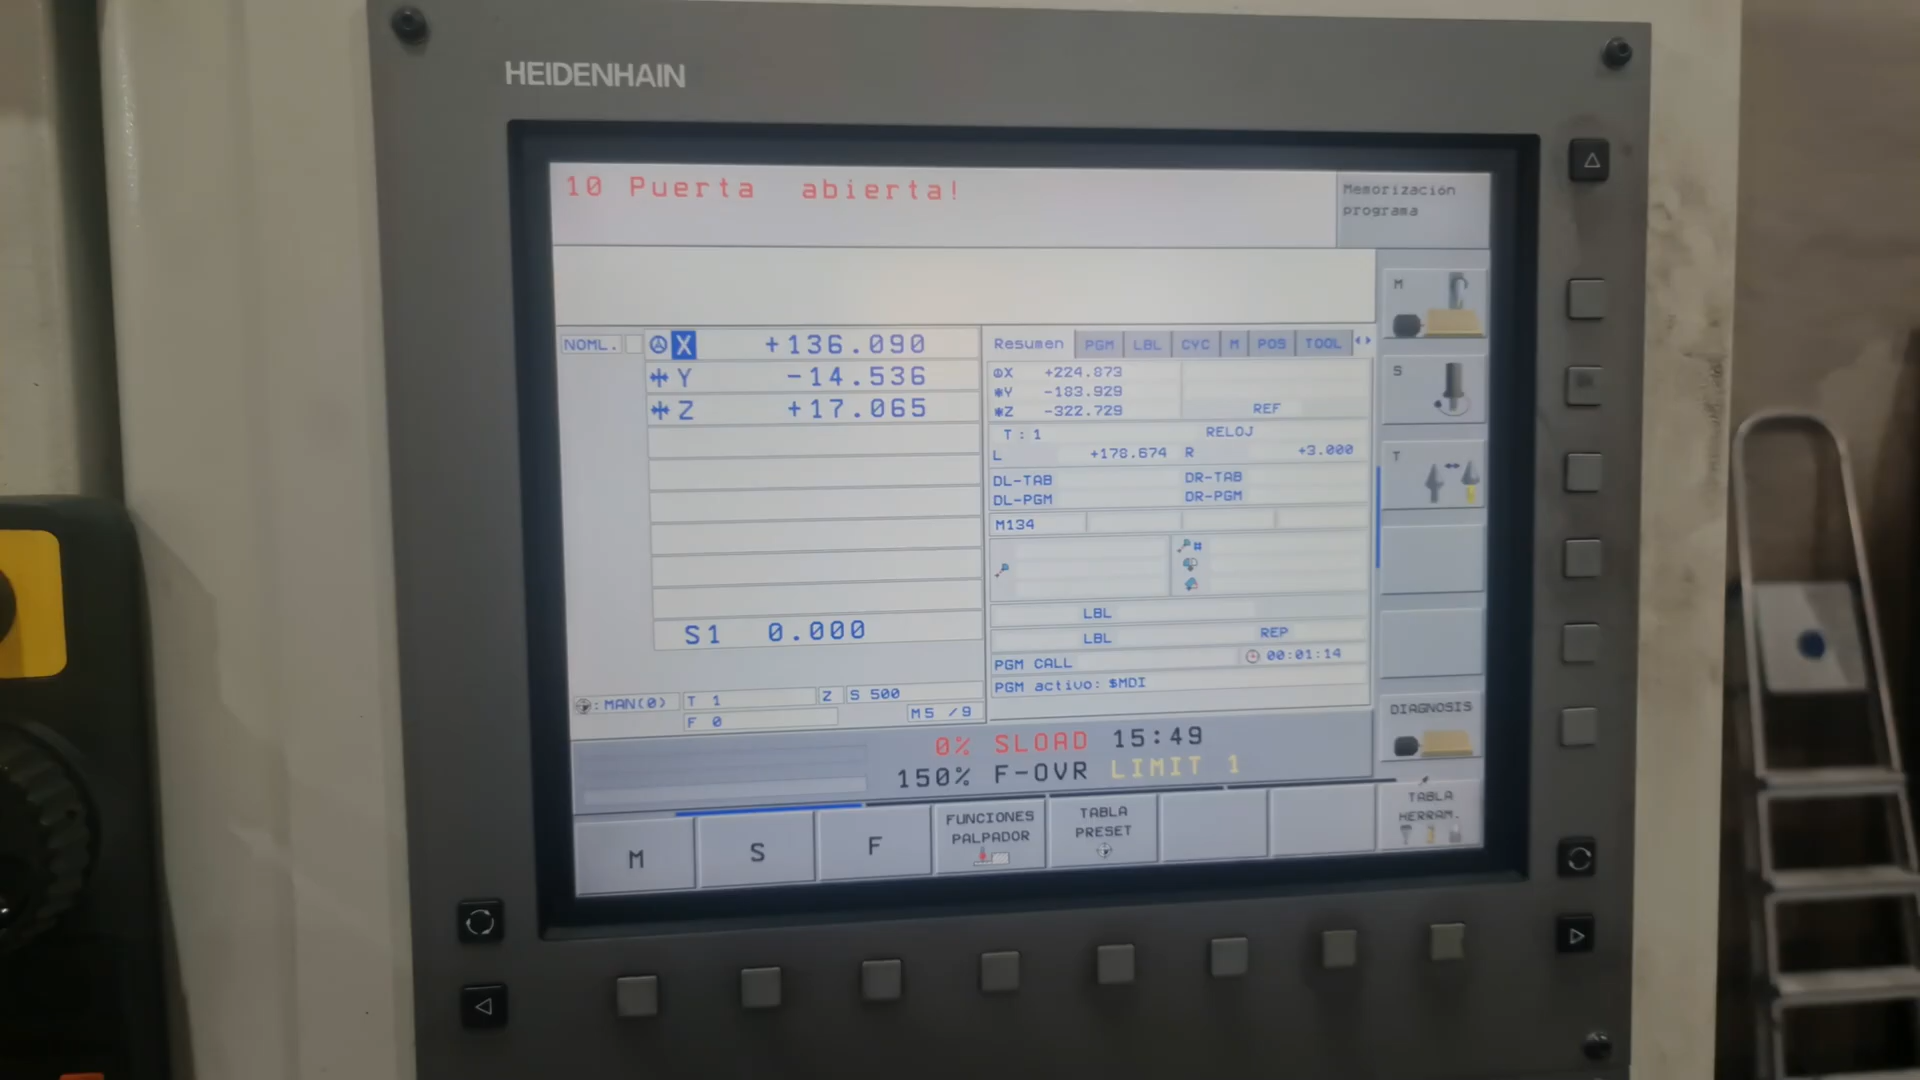 HEIDENHAIN
10 Puerta abierta!
Memorización
programa
NOML. X +136.090
Y -14.536
Z +17.065
S1 0.000
:MAN(0) T 1 Z S 500
F 0 M5 /9
Resumen PGM LBL CYC M POS TOOL
X +224.873
*Y -183.929
*Z -322.729 REF
T : 1 RELOJ
L +178.674 R +3.000
DL-TAB DR-TAB
DL-PGM DR-PGM
M134
#
LBL
LBL REP
PGM CALL 00:01:14
PGM activo: $MDI
0% SLOAD 15:49
150% F-OVR LIMIT 1
M
S
T
DIAGNOSIS
M
S
F
FUNCIONES
PALPADOR
TABLA
PRESET
TABLA
HERRAM.